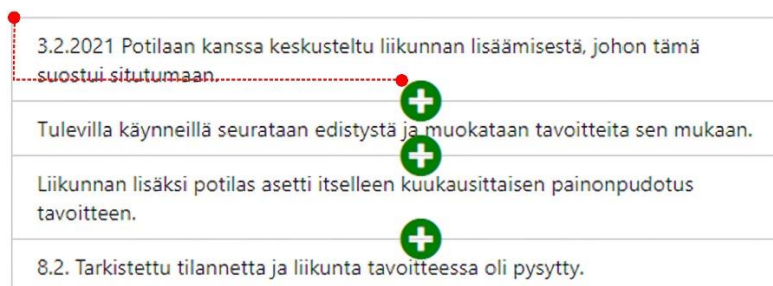 3.2.2021 Potilaan kanssa keskusteltu liikunnan lisäämisestä, johon tämä
suostui situtumaan.
Tulevilla käynneillä seurataan edistystä ja muokataan tavoitteita sen mukaan.
Liikunnan lisäksi potilas asetti itselleen kuukausittaisen painonpudotus
tavoitteen.
8.2. Tarkistettu tilannetta ja liikunta tavoitteessa oli pysytty.